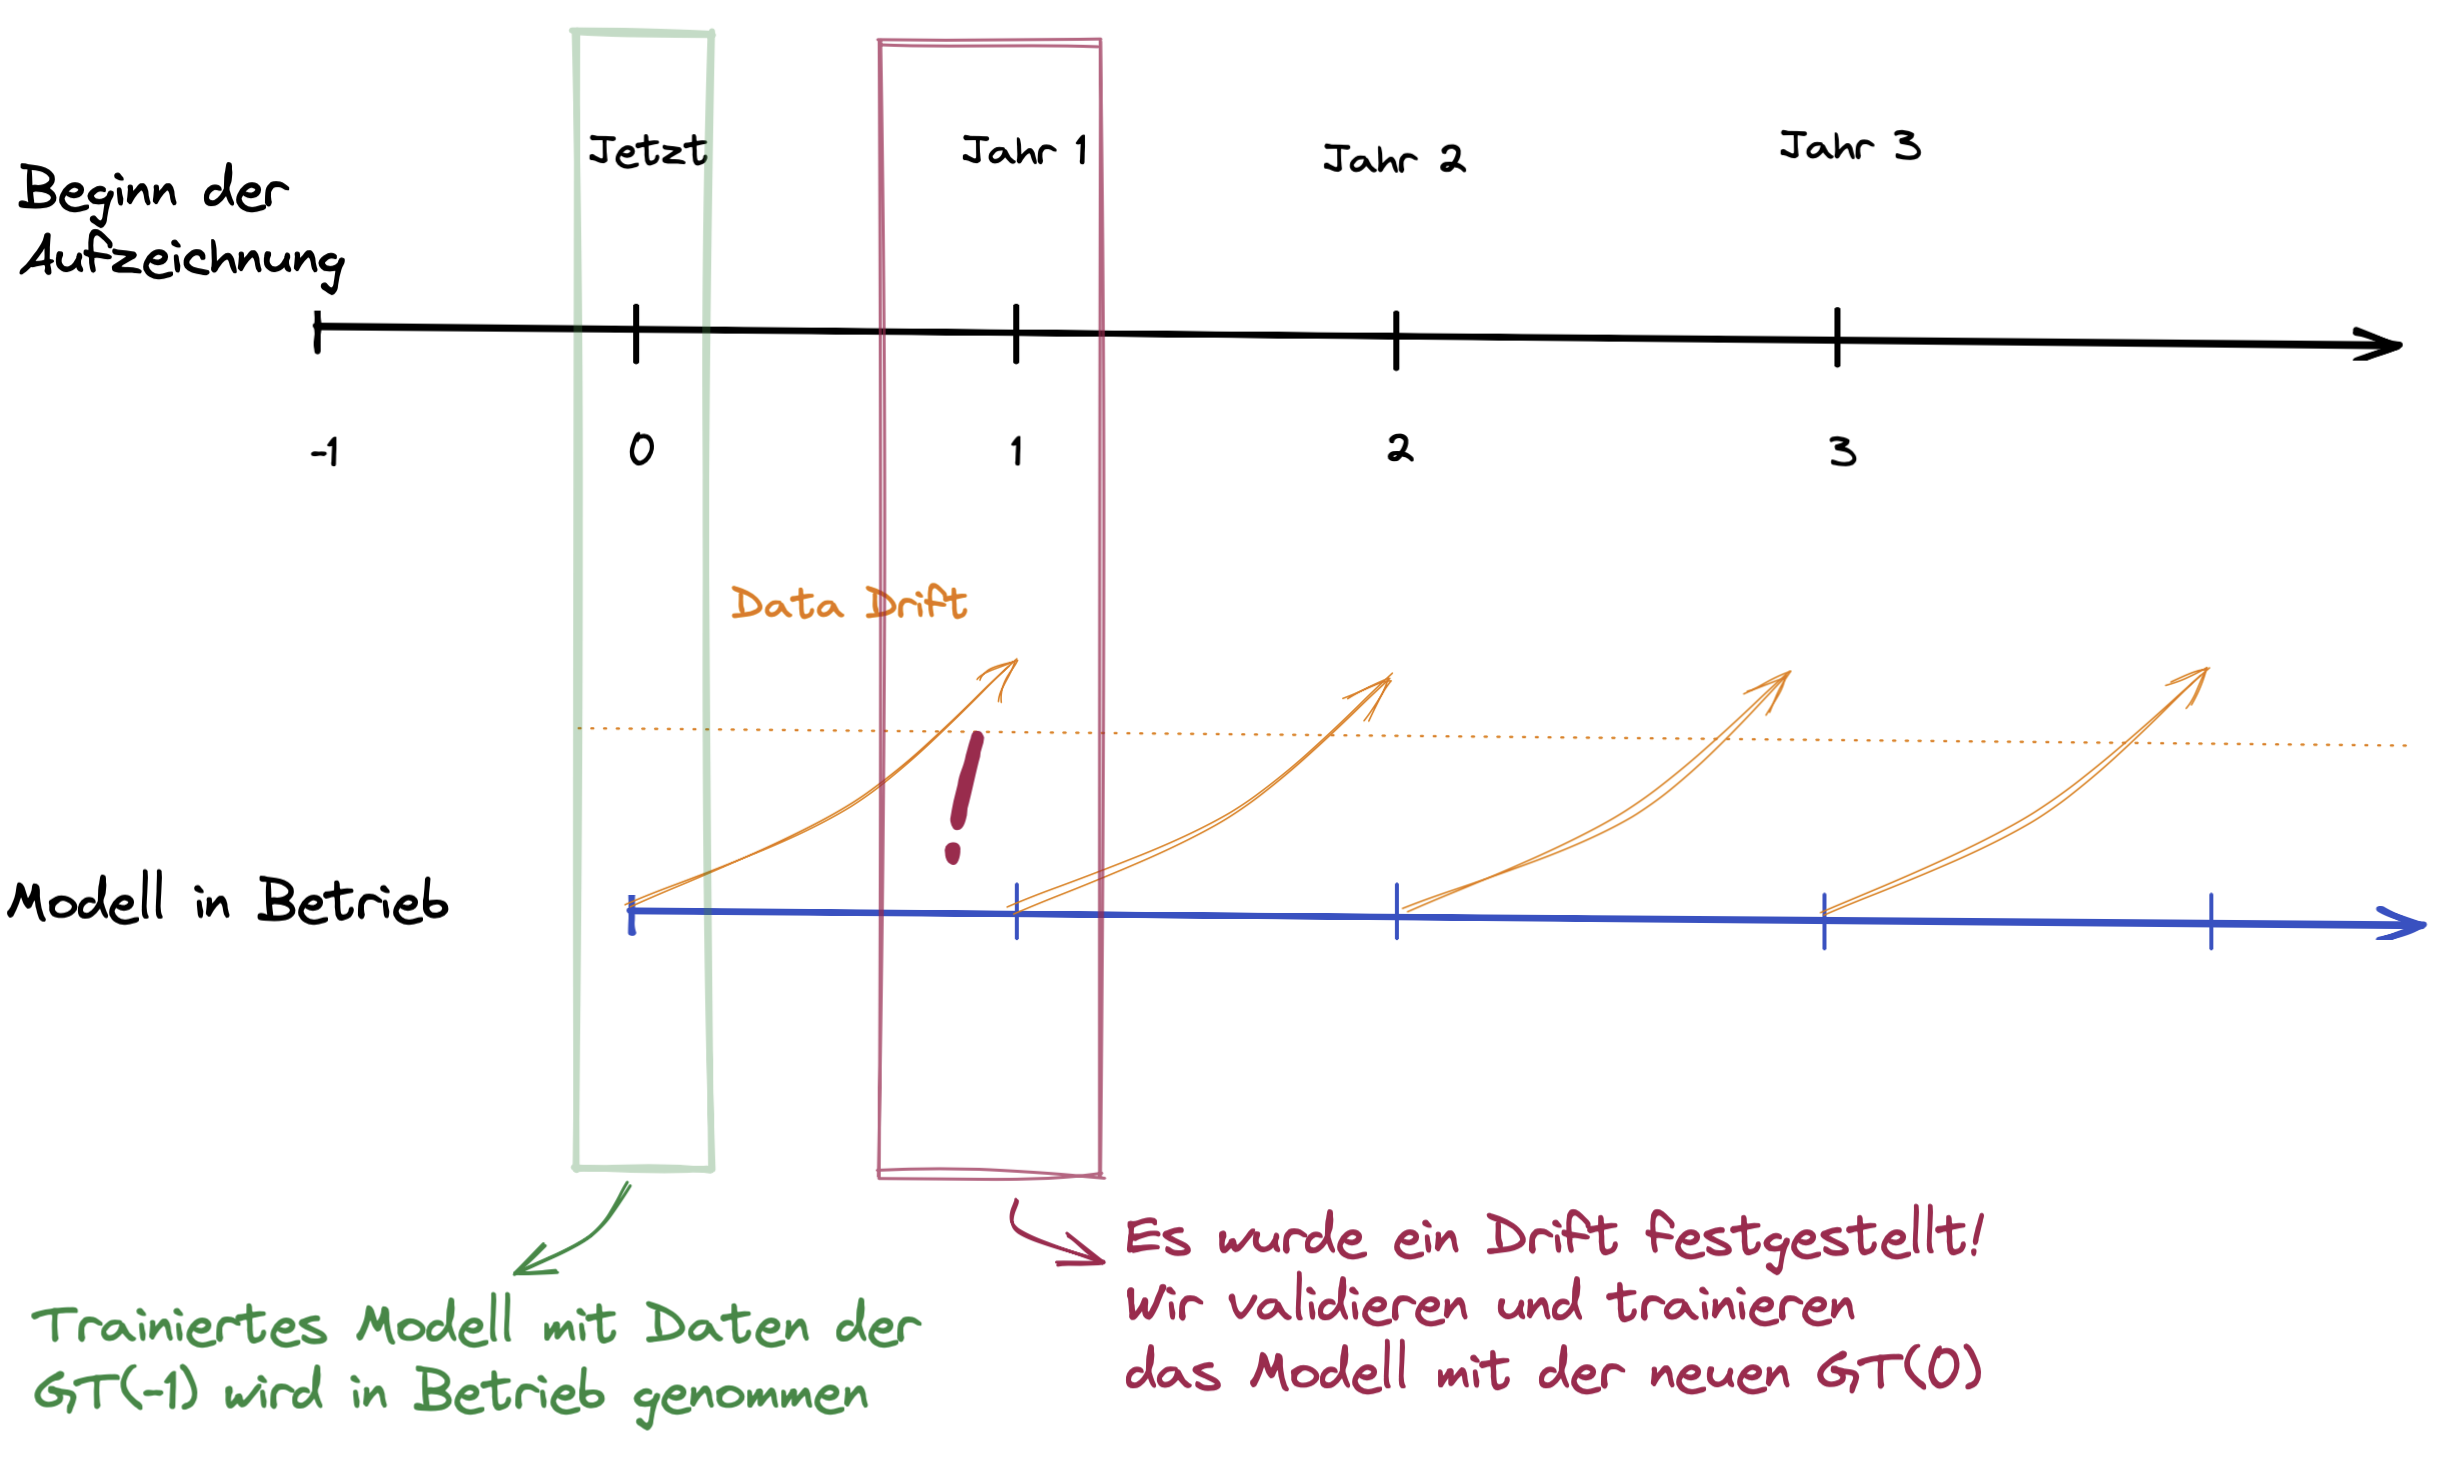 Jetzt
Jahr 1
Jahr 2
Jahr 3
Beginn der
Aufzeichnung
-1
0
1
2
3
Data Drift
!
Modell in Betrieb
Es wurde ein Drift festgestellt!
Wir validieren und trainieren
das Modell mit der neuen GT(0)
Trainiertes Modell mit Daten der
GT(-1) wird in Betrieb genommen